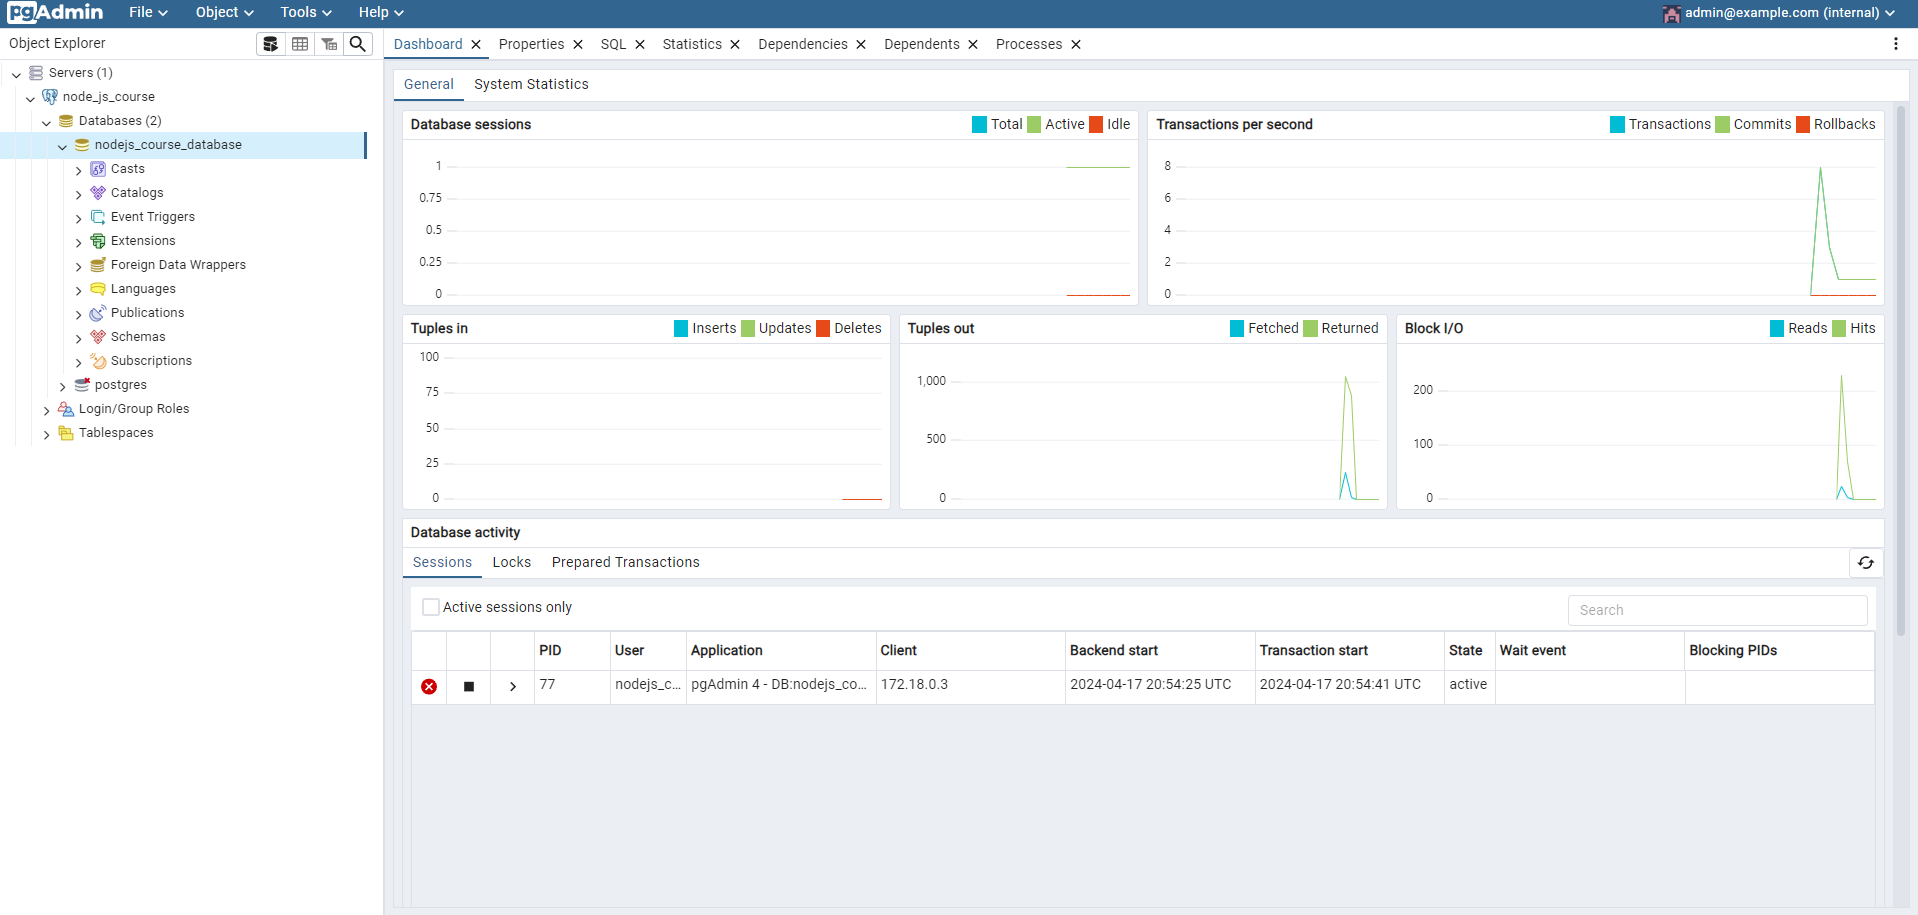 pgAdmin File Object Tools Help admin@example.com (internal)
Object Explorer
Dashboard Properties SQL Statistics Dependencies Dependents Processes
Servers (1)
node_js_course
Databases (2)
nodejs_course_database
Casts
Catalogs
Event Triggers
Extensions
Foreign Data Wrappers
Languages
Publications
Schemas
Subscriptions
postgres
Login/Group Roles
Tablespaces
General System Statistics
Database sessions Total Active Idle
1
0.75
0.5
0.25
0
Transactions per second Transactions Commits Rollbacks
8
6
4
2
0
Tuples in Inserts Updates Deletes
100
75
50
25
0
Tuples out Fetched Returned
1,000
500
0
Block I/O Reads Hits
200
100
0
Database activity
Sessions Locks Prepared Transactions
Active sessions only Search
PID User Application Client Backend start Transaction start State Wait event Blocking PIDs
77 nodejs_c... pgAdmin 4 - DB:nodejs_co... 172.18.0.3 2024-04-17 20:54:25 UTC 2024-04-17 20:54:41 UTC active